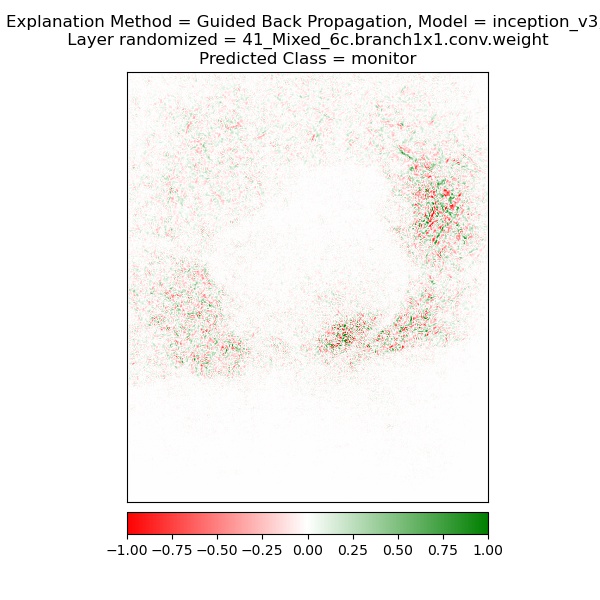 Explanation Method = Guided Back Propagation, Model = inception_v3
Layer randomized = 41_Mixed_6c.branch1x1.conv.weight
Predicted Class = monitor
−1.00 −0.75 −0.50 −0.25 0.00 0.25 0.50 0.75 1.00